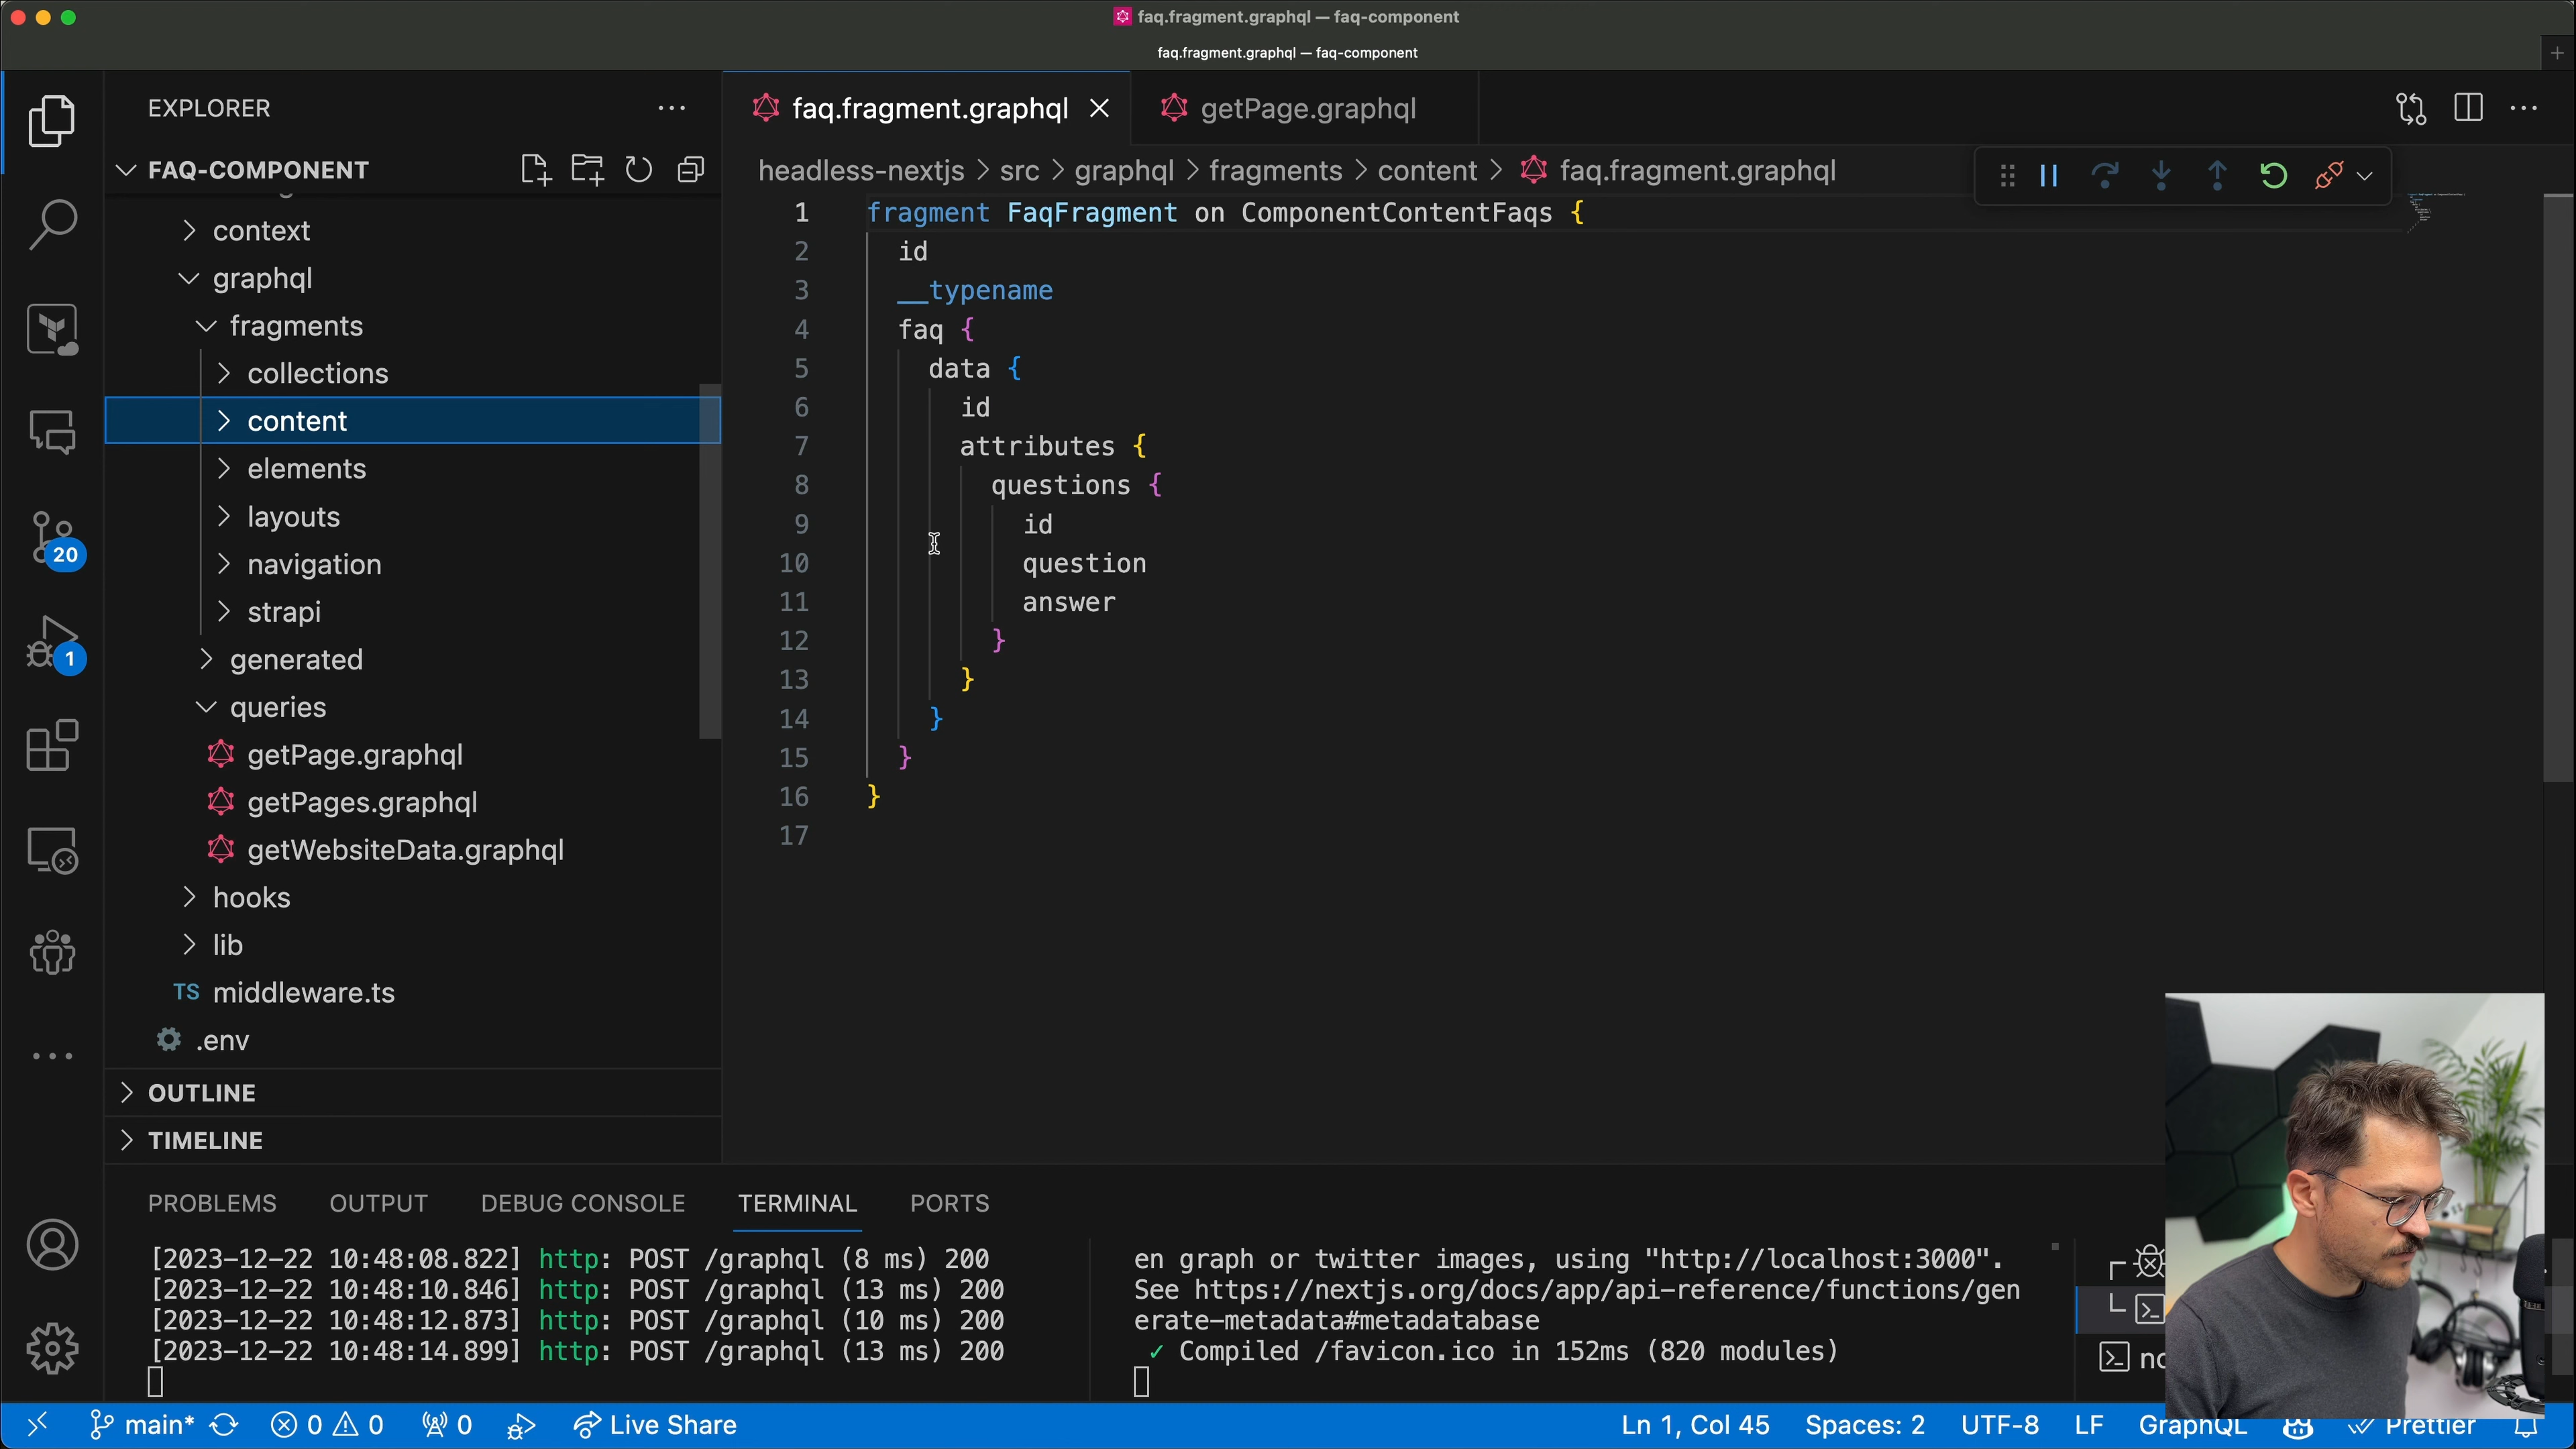 faq.fragment.graphql — faq-component
faq.fragment.graphql — faq-component
EXPLORER
FAQ-COMPONENT
context
graphql
fragments
collections
content
elements
layouts
navigation
strapi
generated
queries
getPage.graphql
getPages.graphql
getWebsiteData.graphql
hooks
lib
TS middleware.ts
.env
OUTLINE
TIMELINE
20
1
faq.fragment.graphql
getPage.graphql
headless-nextjs > src > graphql > fragments > content > faq.fragment.graphql
1 fragment FaqFragment on ComponentContentFaqs {
2 id
3 __typename
4 faq {
5 data {
6 id
7 attributes {
8 questions {
9 id
10 question
11 answer
12 }
13 }
14 }
15 }
16 }
17
PROBLEMS OUTPUT DEBUG CONSOLE TERMINAL PORTS
[2023-12-22 10:48:08.822] http: POST /graphql (8 ms) 200
[2023-12-22 10:48:10.846] http: POST /graphql (13 ms) 200
[2023-12-22 10:48:12.873] http: POST /graphql (10 ms) 200
[2023-12-22 10:48:14.899] http: POST /graphql (13 ms) 200
en graph or twitter images, using "http://localhost:3000".
See https://nextjs.org/docs/app/api-reference/functions/gen
erate-metadata#metadatabase
✓ Compiled /favicon.ico in 152ms (820 modules)
main* 0 0 0 Live Share
Ln 1, Col 45 Spaces: 2 UTF-8 LF GraphQL Prettier